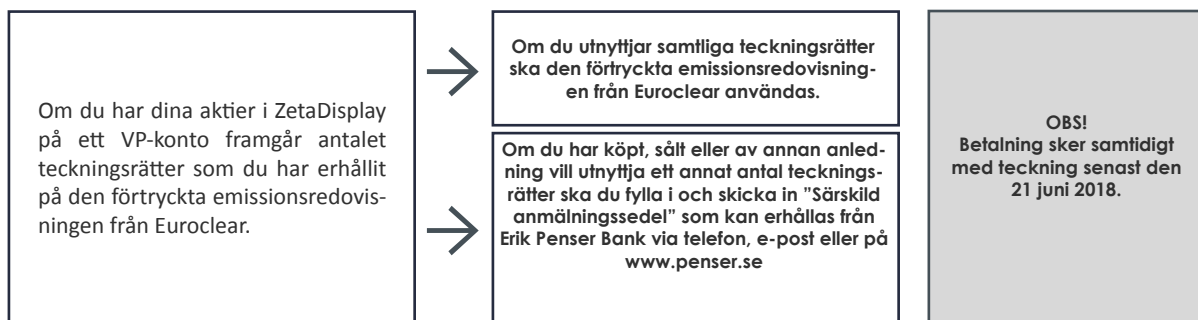 Om du har dina aktier i ZetaDisplay
på ett VP-konto framgår antalet
teckningsrätter som du har erhållit
på den förtryckta emissionsredovis-
ningen från Euroclear.
Om du utnyttjar samtliga teckningsrätter
ska den förtryckta emissionsredovisning-
en från Euroclear användas.
Om du har köpt, sålt eller av annan anled-
ning vill utnyttja ett annat antal tecknings-
rätter ska du fylla i och skicka in ”Särskild
anmälningssedel” som kan erhållas från
Erik Penser Bank via telefon, e-post eller på
www.penser.se
OBS!
Betalning sker samtidigt
med teckning senast den
21 juni 2018.